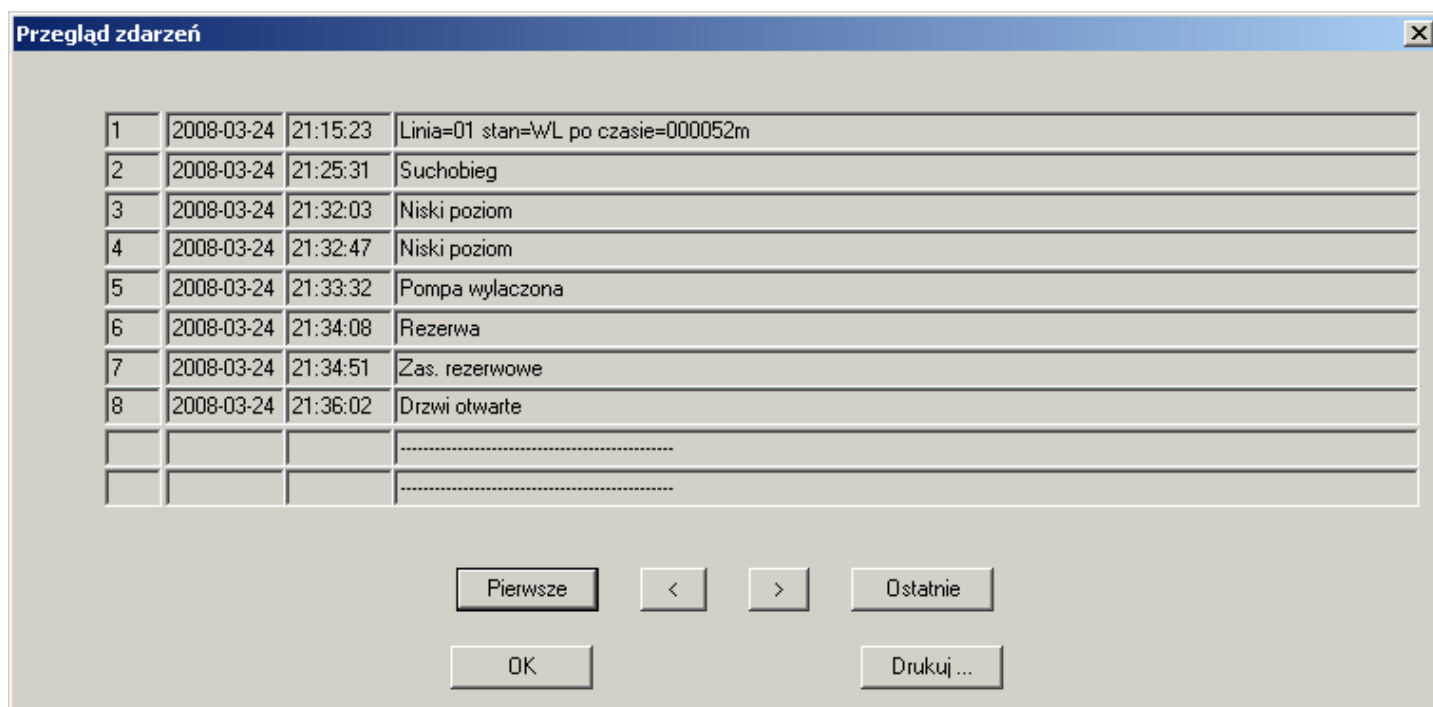 Przegląd zdarzeń
1 2008-03-24 21:15:23 Linia=01 stan=WL po czasie=000052m
2 2008-03-24 21:25:31 Suchobieg
3 2008-03-24 21:32:03 Niski poziom
4 2008-03-24 21:32:47 Niski poziom
5 2008-03-24 21:33:32 Pompa wylaczona
6 2008-03-24 21:34:08 Rezerwa
7 2008-03-24 21:34:51 Zas. rezerwowe
8 2008-03-24 21:36:02 Drzwi otwarte
------------------------------------------------
------------------------------------------------
Pierwsze < > Ostatnie
OK Drukuj ...